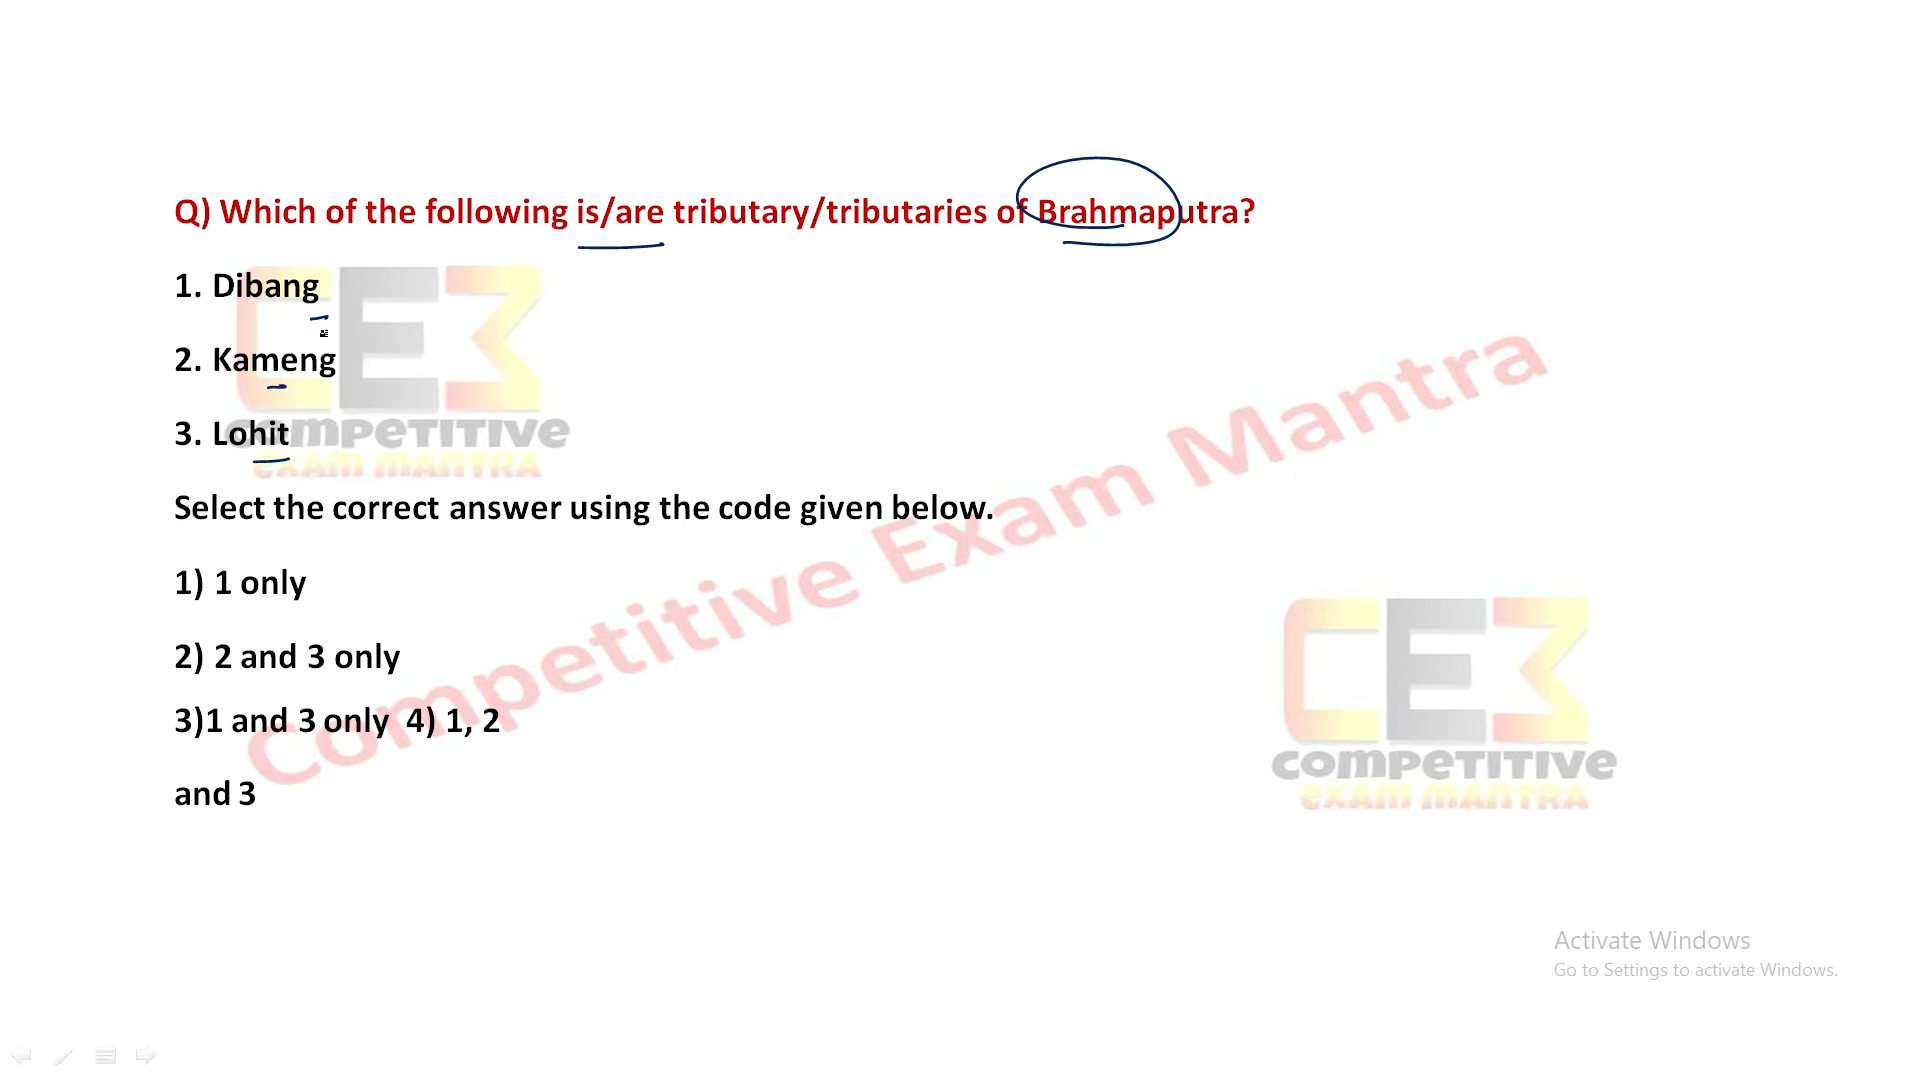 Q) Which of the following is/are tributary/tributaries of Brahmaputra?
1. Dibang
2. Kameng
3. Lohit
Select the correct answer using the code given below.
1) 1 only
2) 2 and 3 only
3)1 and 3 only 4) 1, 2
and 3
CE3
COMPETITIVE
EXAM MANTRA
Competitive Exam Mantra
CE3
COMPETITIVE
EXAM MANTRA
Activate Windows
Go to Settings to activate Windows.